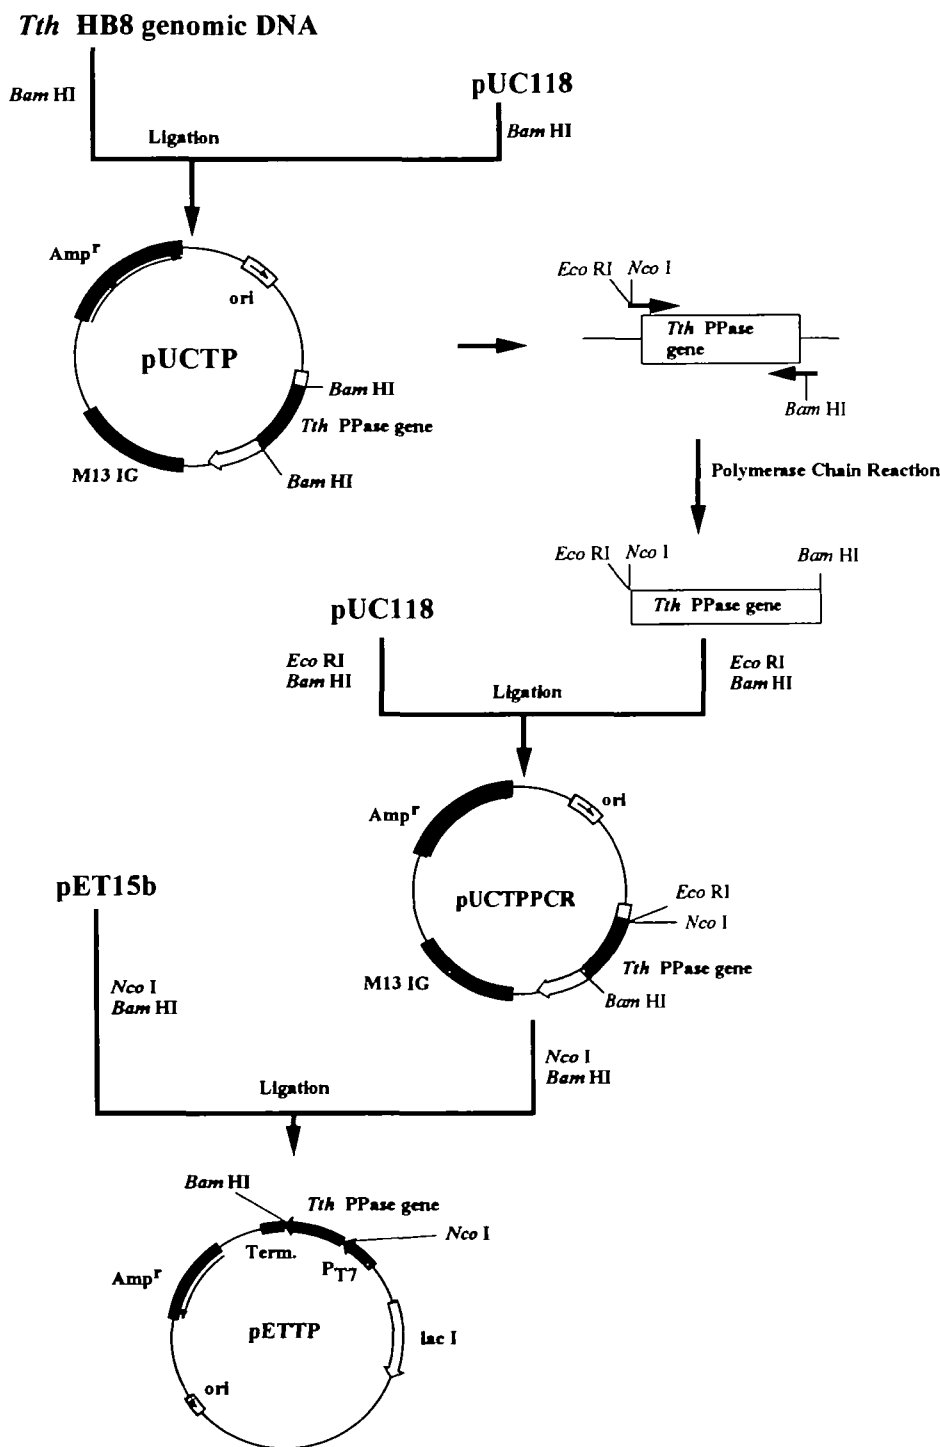 Tth HB8 genomic DNA
Bam HI
pUC118
Bam HI
Ligation
Amp r
ori
pUCTP
Bam HI
Tth PPase gene
Bam HI
M13 IG
Eco RI Nco I
Tth PPase
gene
Bam HI
Polymerase Chain Reaction
Eco RI Nco I
Bam HI
Tth PPase gene
pUC118
Eco RI
Bam HI
Eco RI
Bam HI
Ligation
Amp r
ori
pUCTPPCR
Eco RI
Nco I
Tth PPase gene
Bam HI
M13 IG
pET15b
Nco I
Bam HI
Nco I
Bam HI
Ligation
Bam HI
Tth PPase gene
Nco I
Term.
PT7
Amp r
pETTP
lac I
ori